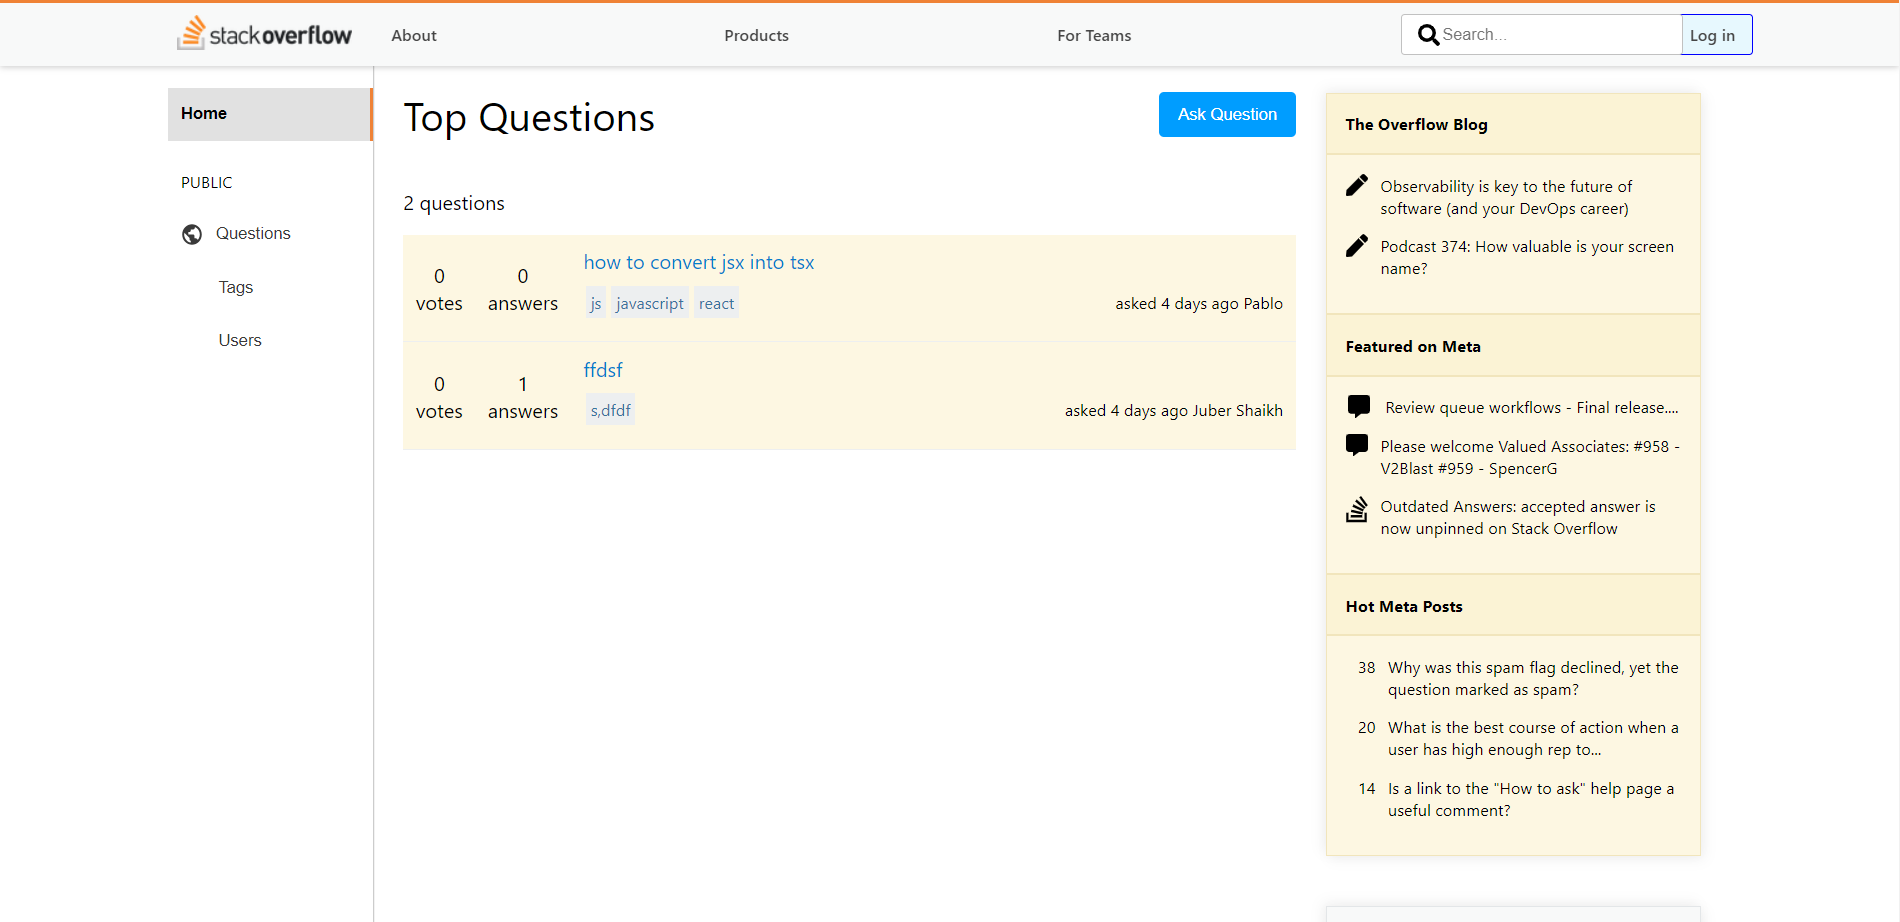 stackoverflow About Products For Teams Search... Log in
Home
PUBLIC
Questions
Tags
Users
Top Questions
Ask Question
2 questions
0 votes
0 answers
how to convert jsx into tsx
js javascript react
asked 4 days ago Pablo
0 votes
1 answers
ffdsf
s,dfdf
asked 4 days ago Juber Shaikh
The Overflow Blog
Observability is key to the future of
software (and your DevOps career)
Podcast 374: How valuable is your screen
name?
Featured on Meta
Review queue workflows - Final release....
Please welcome Valued Associates: #958 -
V2Blast #959 - SpencerG
Outdated Answers: accepted answer is
now unpinned on Stack Overflow
Hot Meta Posts
38 Why was this spam flag declined, yet the
question marked as spam?
20 What is the best course of action when a
user has high enough rep to...
14 Is a link to the "How to ask" help page a
useful comment?